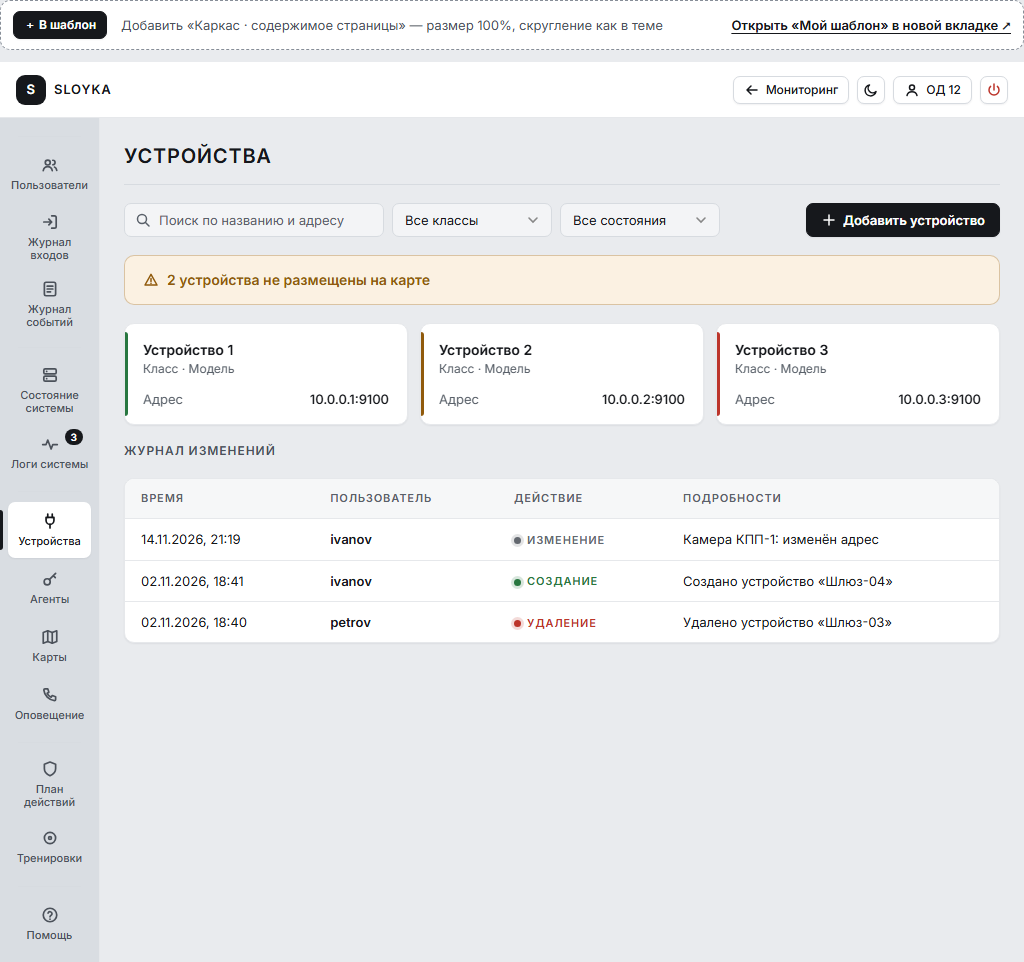 + В шаблон Добавить «Каркас · содержимое страницы» — размер 100%, скругление как в теме Открыть «Мой шаблон» в новой вкладке ↗
S SLOYKA ← Мониторинг ОД 12
Пользователи
Журнал
входов
Журнал
событий
Состояние
системы
3
Логи системы
Устройства
Агенты
Карты
Оповещение
План
действий
Тренировки
Помощь
УСТРОЙСТВА
Поиск по названию и адресу Все классы Все состояния + Добавить устройство
2 устройства не размещены на карте
Устройство 1
Класс · Модель
Адрес 10.0.0.1:9100
Устройство 2
Класс · Модель
Адрес 10.0.0.2:9100
Устройство 3
Класс · Модель
Адрес 10.0.0.3:9100
ЖУРНАЛ ИЗМЕНЕНИЙ
ВРЕМЯ ПОЛЬЗОВАТЕЛЬ ДЕЙСТВИЕ ПОДРОБНОСТИ
14.11.2026, 21:19 ivanov ИЗМЕНЕНИЕ Камера КПП-1: изменён адрес
02.11.2026, 18:41 ivanov СОЗДАНИЕ Создано устройство «Шлюз-04»
02.11.2026, 18:40 petrov УДАЛЕНИЕ Удалено устройство «Шлюз-03»